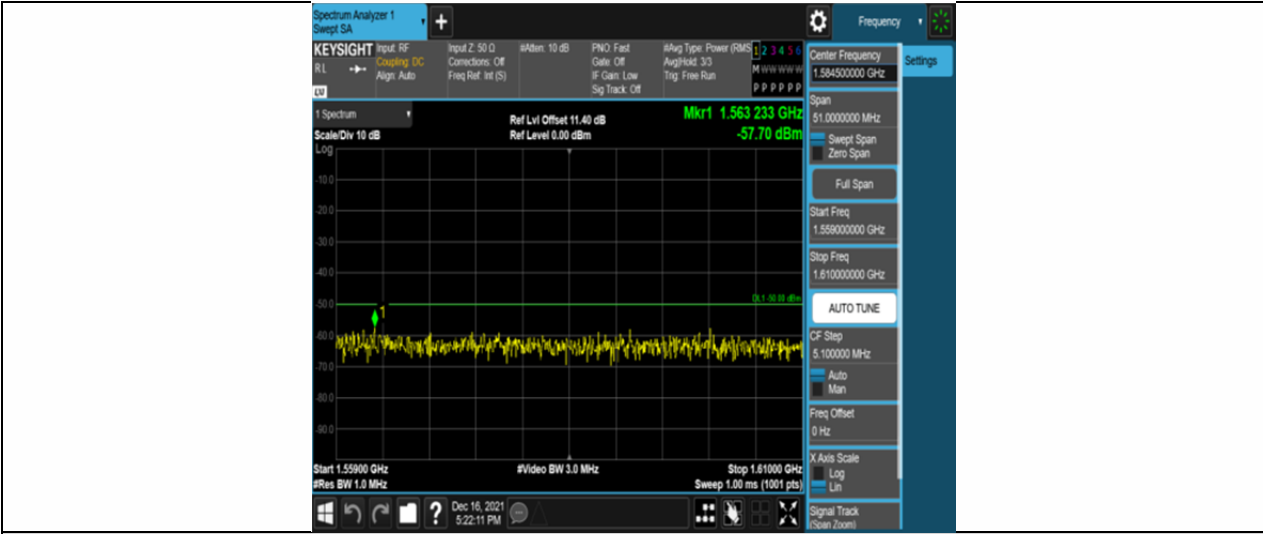 Spectrum Analyzer 1
Swept SA
+
Frequency
KEYSIGHT
RL
LV
Input: RF
Coupling: DC
Align: Auto
Input Z: 50 Ω
Corrections: Off
Freq Ref: Int (S)
#Atten: 10 dB
PNO: Fast
Gate: Off
IF Gain: Low
Sig Track: Off
#Avg Type: Power (RMS
Avg|Hold: 3/3
Trig: Free Run
1 2 3 4 5 6
M W W W W W
P P P P P P
1 Spectrum
Scale/Div 10 dB
Log
Ref Lvl Offset 11.40 dB
Ref Level 0.00 dBm
Mkr1 1.563 233 GHz
-57.70 dBm
-10.0
-20.0
-30.0
-40.0
-50.0
-60.0
-70.0
-80.0
-90.0
DL1 -50.00 dBm
1
Start 1.55900 GHz
#Res BW 1.0 MHz
#Video BW 3.0 MHz
Stop 1.61000 GHz
Sweep 1.00 ms (1001 pts)
?
Dec 16, 2021
5:22:11 PM
Center Frequency
1.584500000 GHz
Settings
Span
51.0000000 MHz
Swept Span
Zero Span
Full Span
Start Freq
1.559000000 GHz
Stop Freq
1.610000000 GHz
AUTO TUNE
CF Step
5.100000 MHz
Auto
Man
Freq Offset
0 Hz
X Axis Scale
Log
Lin
Signal Track
(Span Zoom)